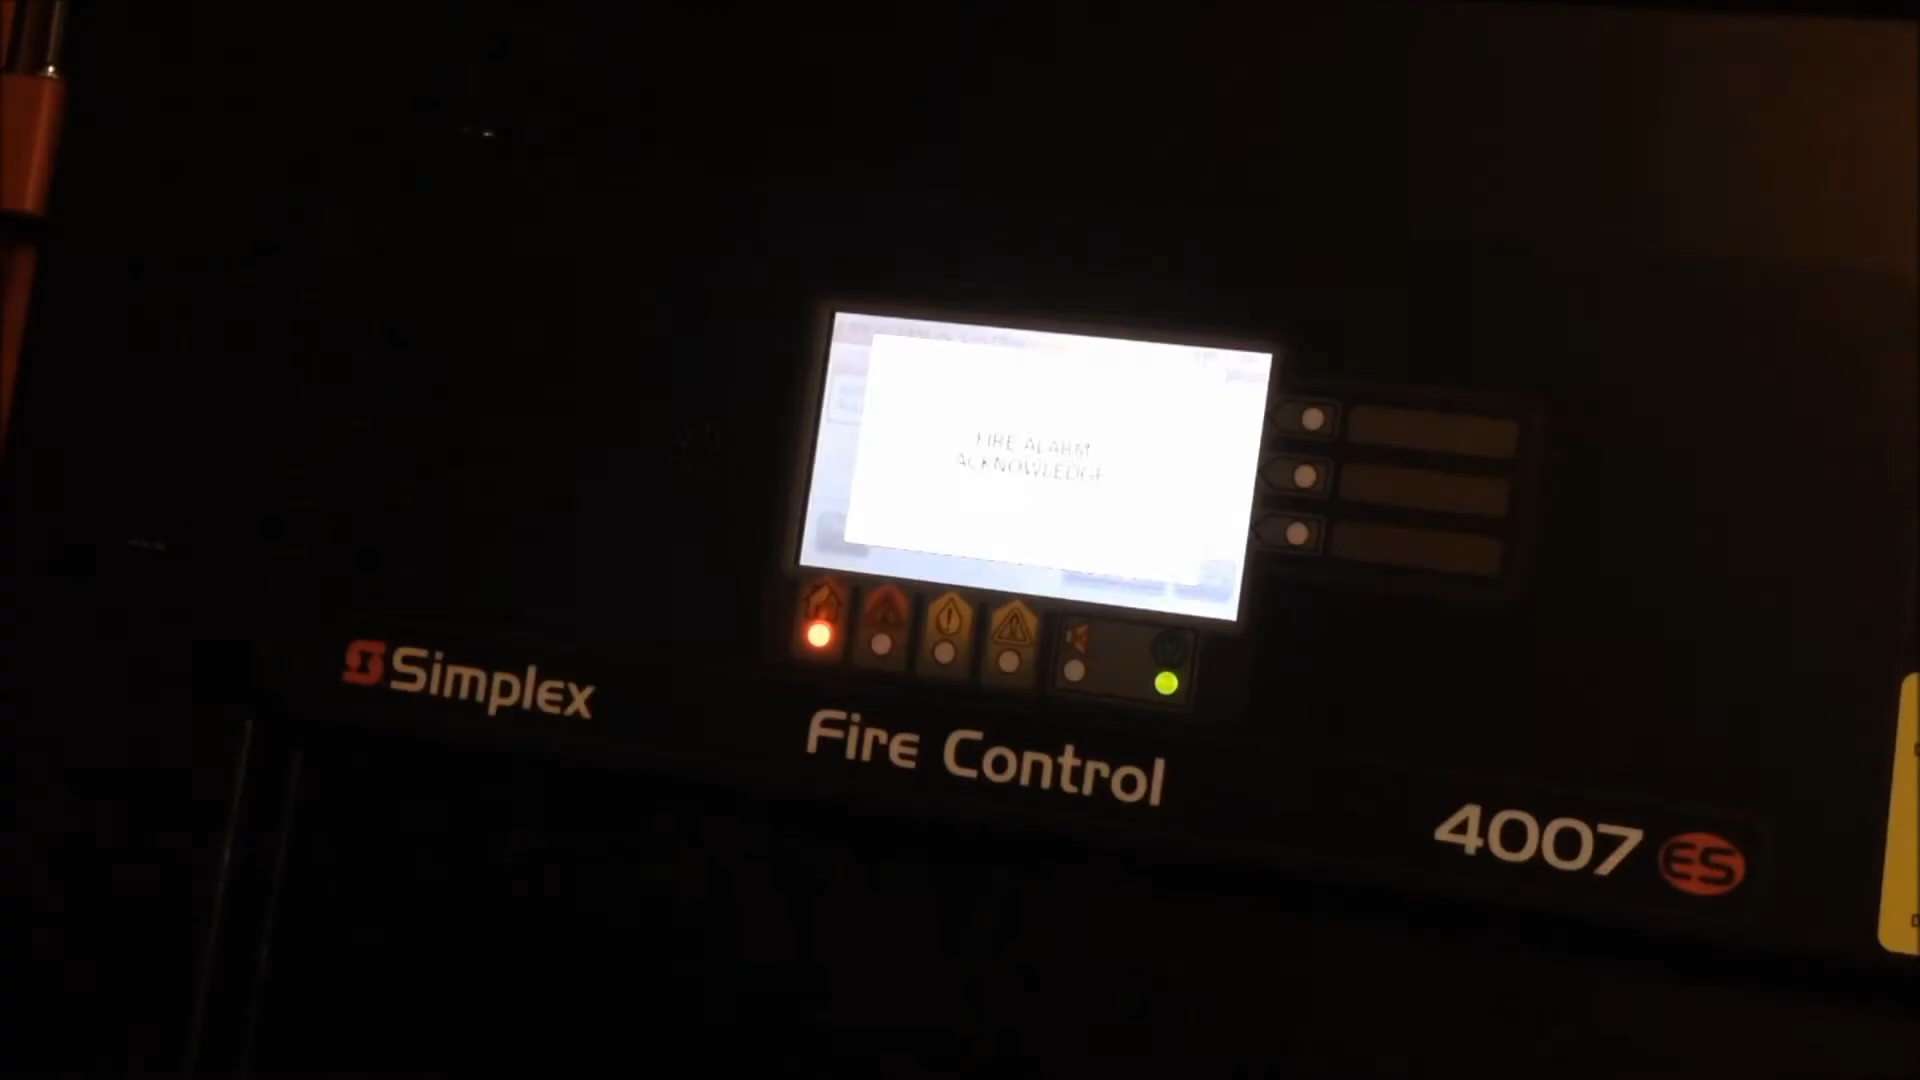 FIRE ALARM
ACKNOWLEDGE
Simplex
Fire Control
4007 ES